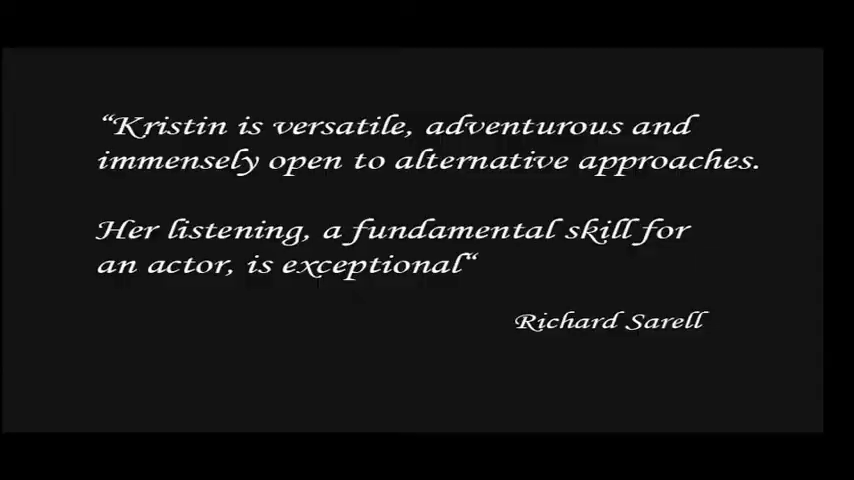 “Kristin is versatile, adventurous and
immensely open to alternative approaches.
Her listening, a fundamental skill for
an actor, is exceptional“
Richard Sarell